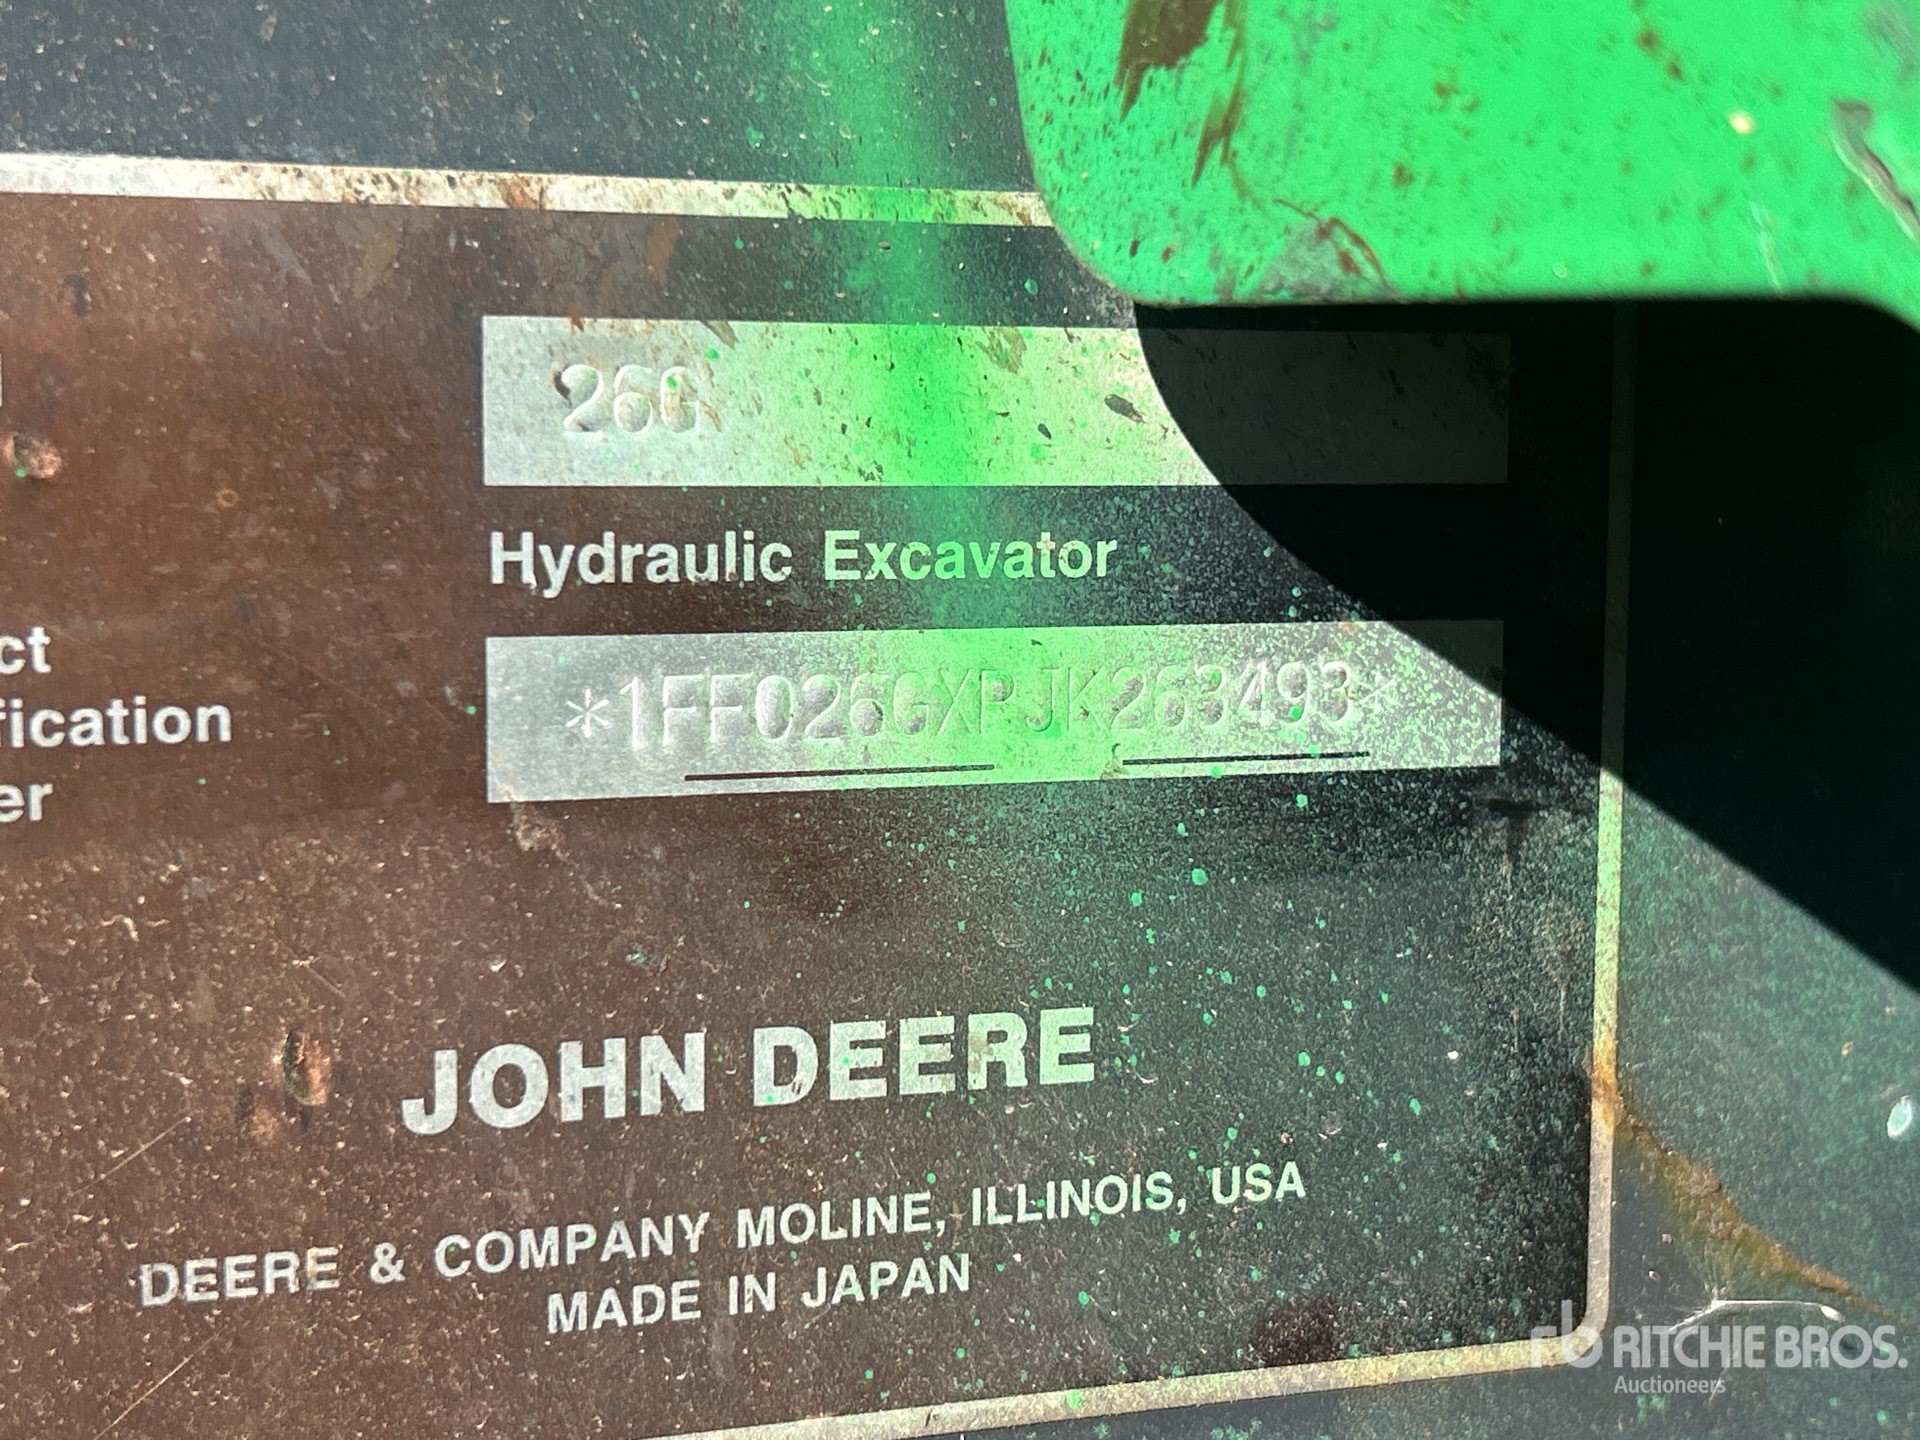 26G
Hydraulic Excavator
ct
fication
er
*1FF026GXPJK263493*
JOHN DEERE
DEERE & COMPANY MOLINE, ILLINOIS, USA
MADE IN JAPAN
rb RITCHIE BROS.
Auctioneers